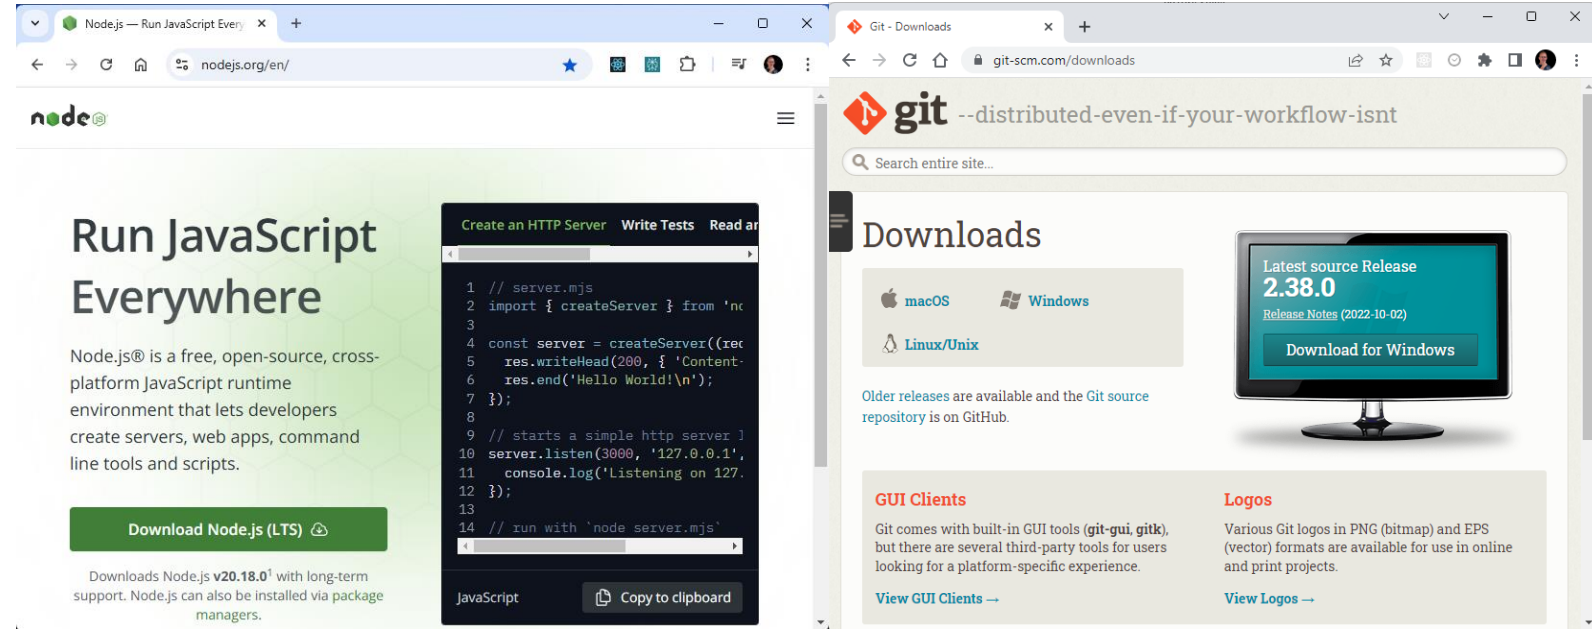 Node.js — Run JavaScript Every
nodejs.org/en/
node
Run JavaScript
Everywhere
Node.js® is a free, open-source, cross-
platform JavaScript runtime
environment that lets developers
create servers, web apps, command
line tools and scripts.
Download Node.js (LTS)
Downloads Node.js v20.18.0¹ with long-term
support. Node.js can also be installed via package
managers.
Create an HTTP Server Write Tests Read an
1 // server.mjs
2 import { createServer } from 'no
3
4 const server = createServer((req
5 res.writeHead(200, { 'Content-
6 res.end('Hello World!\n');
7 });
8
9 // starts a simple http server l
10 server.listen(3000, '127.0.0.1',
11 console.log('Listening on 127.
12 });
13
14 // run with `node server.mjs`
JavaScript Copy to clipboard
Git - Downloads
git-scm.com/downloads
git --distributed-even-if-your-workflow-isnt
Search entire site...
Downloads
macOS Windows
Linux/Unix
Older releases are available and the Git source
repository is on GitHub.
Latest source Release
2.38.0
Release Notes (2022-10-02)
Download for Windows
GUI Clients
Git comes with built-in GUI tools (git-gui, gitk),
but there are several third-party tools for users
looking for a platform-specific experience.
View GUI Clients →
Logos
Various Git logos in PNG (bitmap) and EPS
(vector) formats are available for use in online
and print projects.
View Logos →